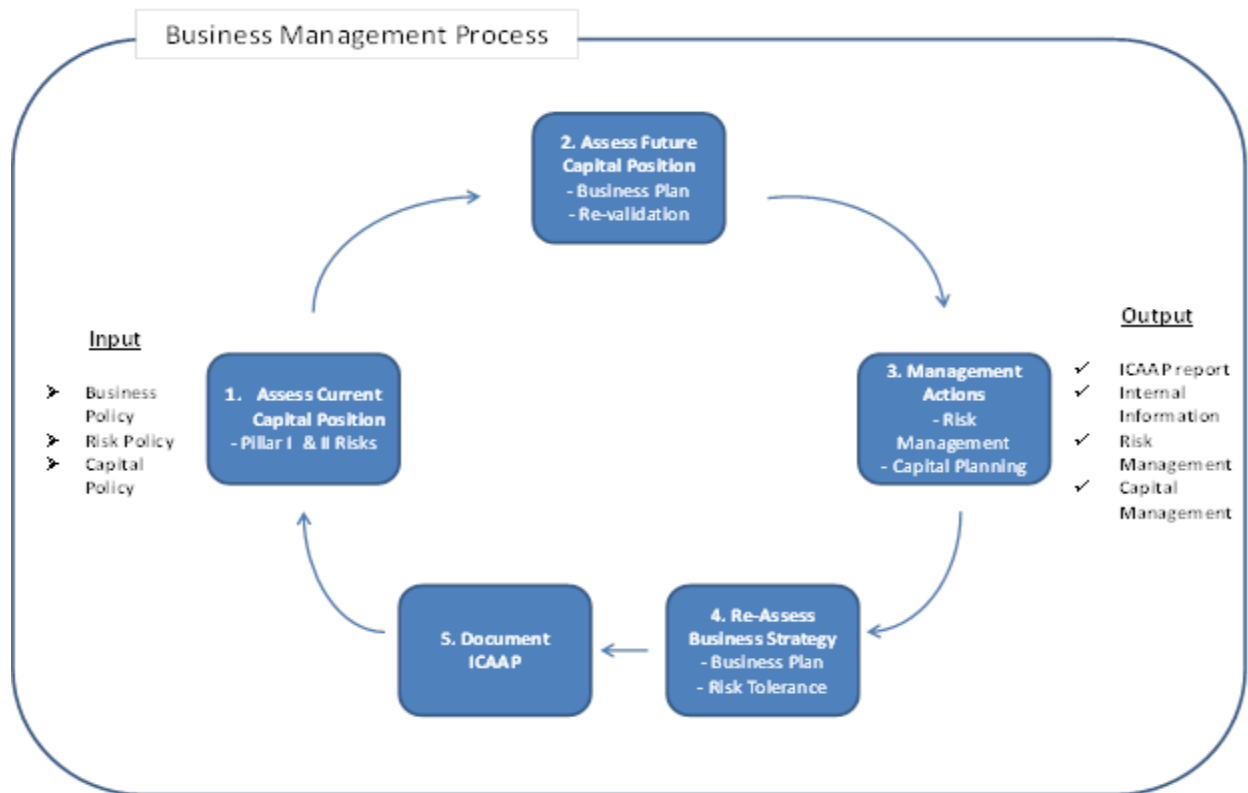 Business Management Process
2. Assess Future
Capital Position
- Business Plan
- Re-validation
Input
➤ Business
Policy
➤ Risk Policy
➤ Capital
Policy
1. Assess Current
Capital Position
- Pillar I & II Risks
3. Management
Actions
- Risk
Management
- Capital Planning
Output
✓ ICAAP report
✓ Internal
Information
✓ Risk
Management
✓ Capital
Management
4. Re-Assess
Business Strategy
- Business Plan
- Risk Tolerance
5. Document
ICAAP